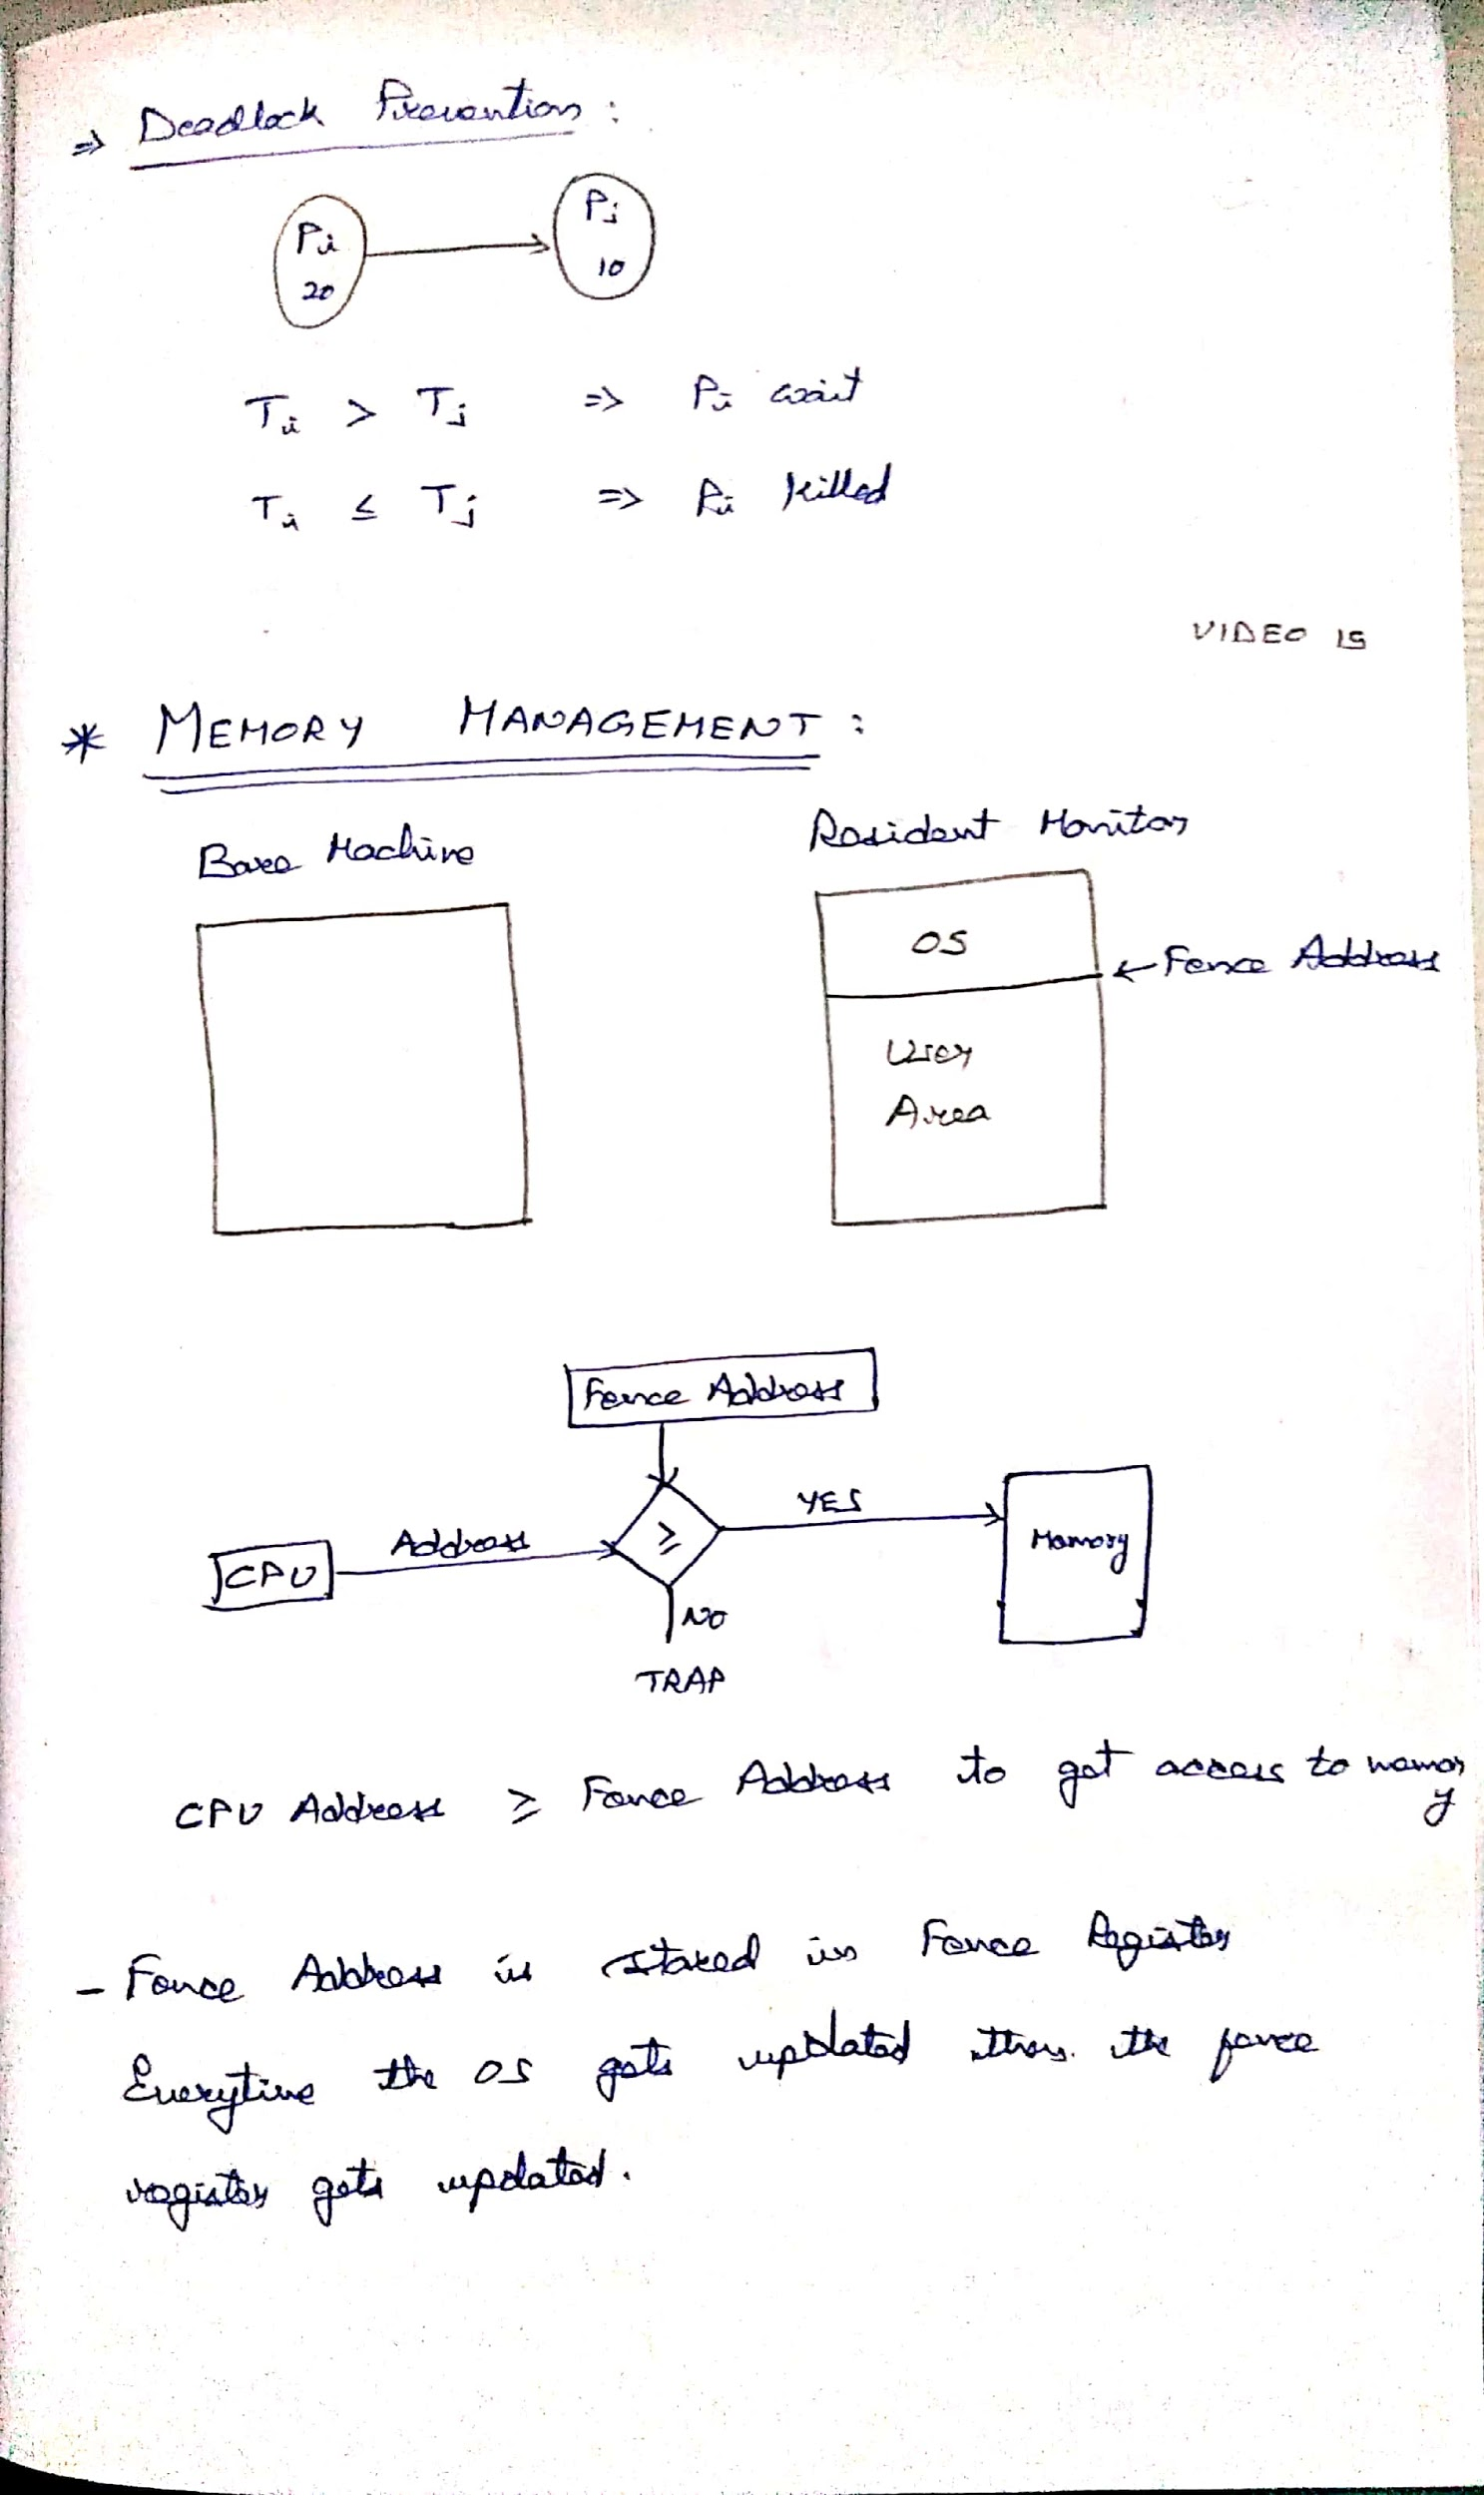 ⇒ Deadlock Prevention :
Pi
20
Pj
10
Ti > Tj ⇒ Pi wait
Ti ≤ Tj ⇒ Pi killed
VIDEO 15
* MEMORY MANAGEMENT :
Bare Machine
Resident Monitor
OS
← Fence Address
User
Area
Fence Address
CPU
Address
≥
YES
Memory
NO
TRAP
CPU Address ≥ Fence Address to get access to memory
- Fence Address is stored in Fence Register
Everytime the OS gets updated then the fence
register gets updated.